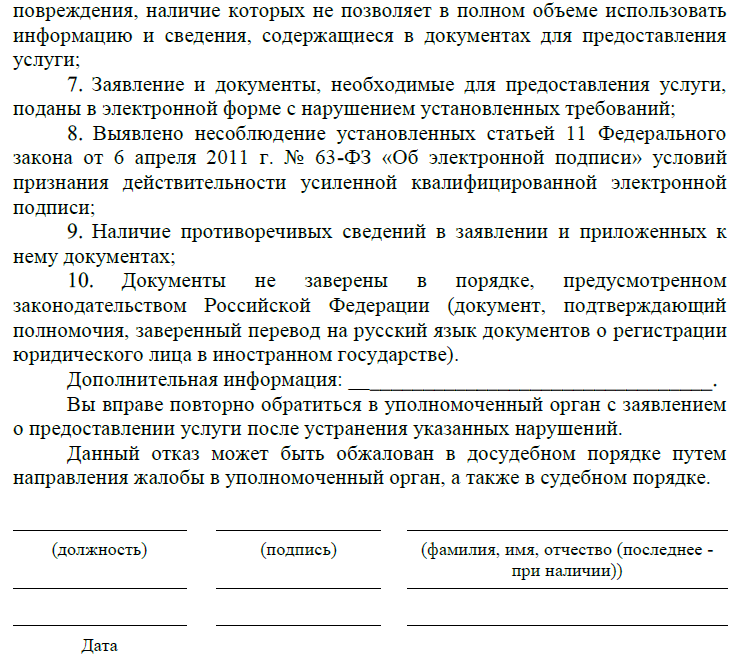 повреждения, наличие которых не позволяет в полном объеме использовать
информацию и сведения, содержащиеся в документах для предоставления
услуги;
7. Заявление и документы, необходимые для предоставления услуги,
поданы в электронной форме с нарушением установленных требований;
8. Выявлено несоблюдение установленных статьей 11 Федерального
закона от 6 апреля 2011 г. № 63-ФЗ «Об электронной подписи» условий
признания действительности усиленной квалифицированной электронной
подписи;
9. Наличие противоречивых сведений в заявлении и приложенных к
нему документах;
10. Документы не заверены в порядке, предусмотренном
законодательством Российской Федерации (документ, подтверждающий
полномочия, заверенный перевод на русский язык документов о регистрации
юридического лица в иностранном государстве).
Дополнительная информация: __________________________________.
Вы вправе повторно обратиться в уполномоченный орган с заявлением
о предоставлении услуги после устранения указанных нарушений.
Данный отказ может быть обжалован в досудебном порядке путем
направления жалобы в уполномоченный орган, а также в судебном порядке.
(должность) (подпись) (фамилия, имя, отчество (последнее -
при наличии))
Дата